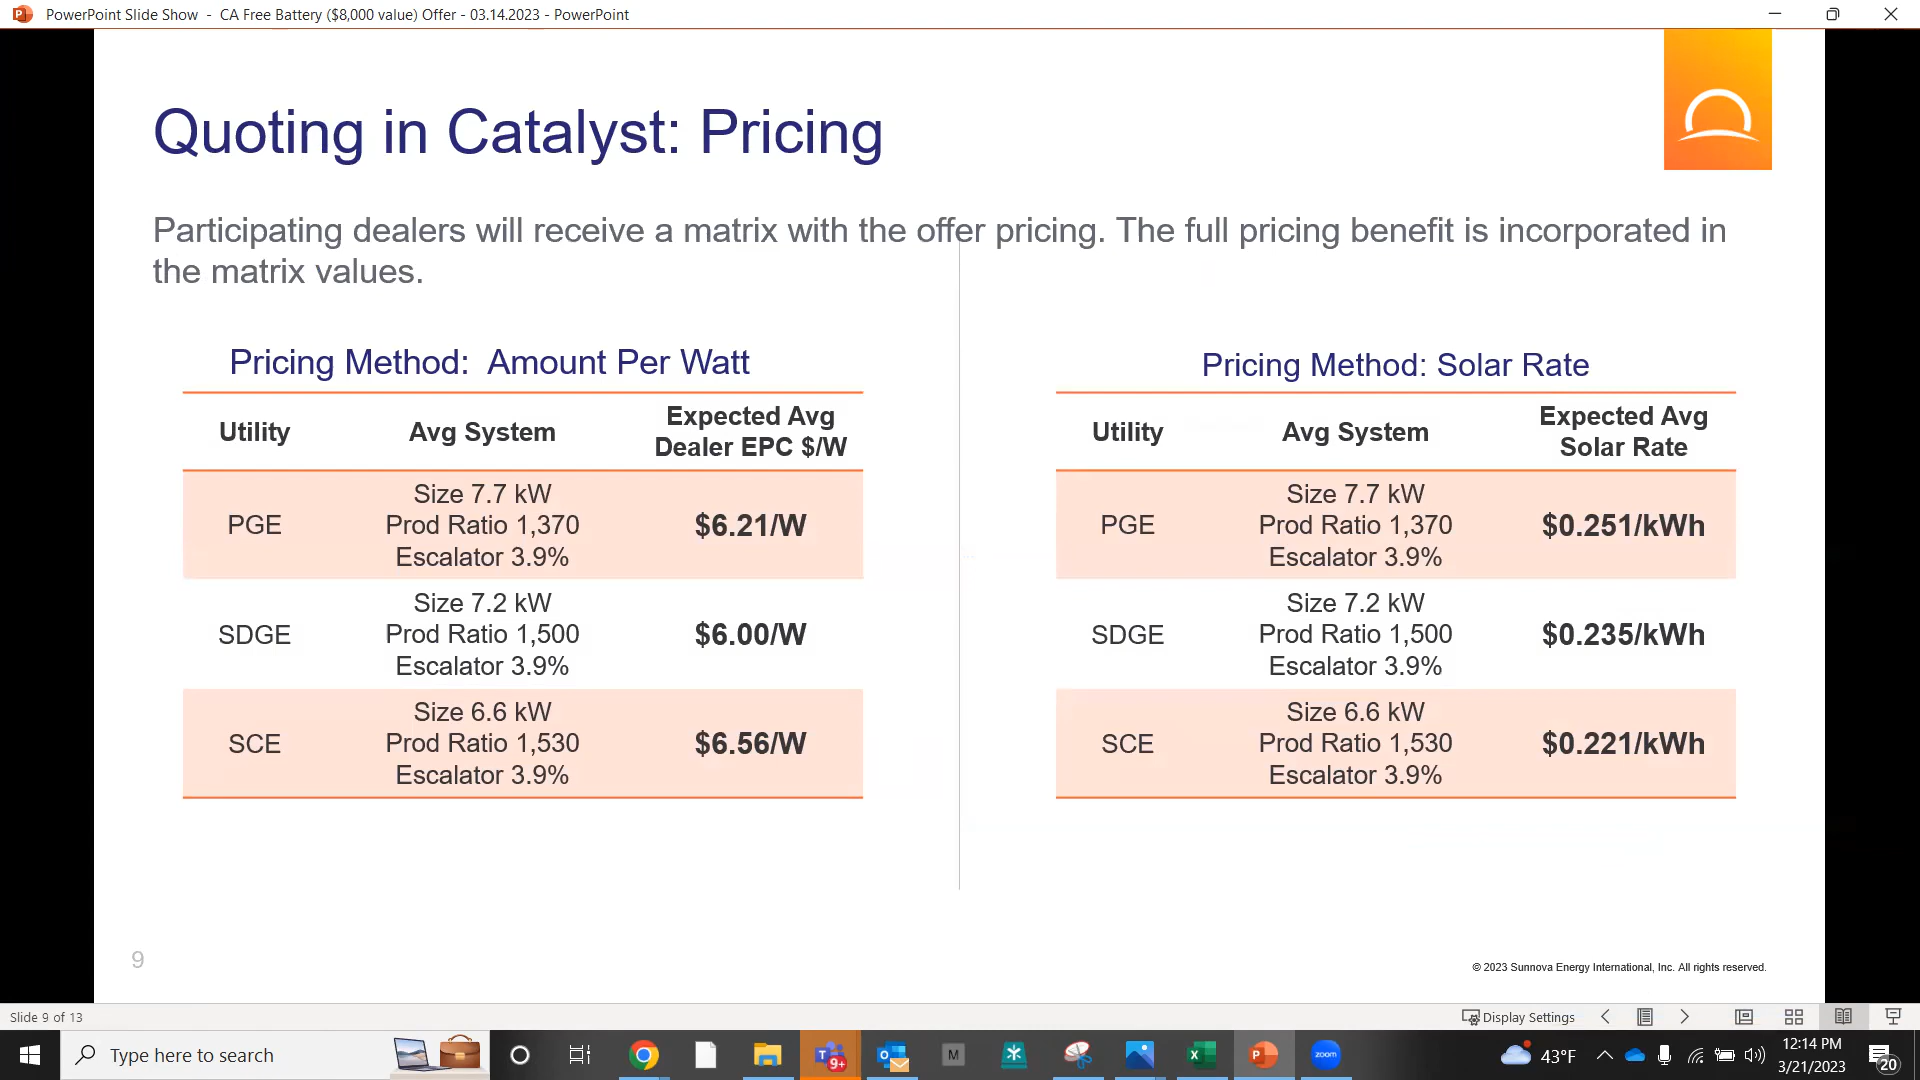 PowerPoint Slide Show - CA Free Battery ($8,000 value) Offer - 03.14.2023 - PowerPoint
Quoting in Catalyst: Pricing
Participating dealers will receive a matrix with the offer pricing. The full pricing benefit is incorporated in
the matrix values.
Pricing Method: Amount Per Watt
Utility
Avg System
Expected Avg
Dealer EPC $/W
PGE
Size 7.7 kW
Prod Ratio 1,370
Escalator 3.9%
$6.21/W
SDGE
Size 7.2 kW
Prod Ratio 1,500
Escalator 3.9%
$6.00/W
SCE
Size 6.6 kW
Prod Ratio 1,530
Escalator 3.9%
$6.56/W
Pricing Method: Solar Rate
Utility
Avg System
Expected Avg
Solar Rate
PGE
Size 7.7 kW
Prod Ratio 1,370
Escalator 3.9%
$0.251/kWh
SDGE
Size 7.2 kW
Prod Ratio 1,500
Escalator 3.9%
$0.235/kWh
SCE
Size 6.6 kW
Prod Ratio 1,530
Escalator 3.9%
$0.221/kWh
9
© 2023 Sunnova Energy International, Inc. All rights reserved.
Slide 9 of 13
Display Settings
Type here to search
9+
M
zoom
43°F
12:14 PM
3/21/2023
20